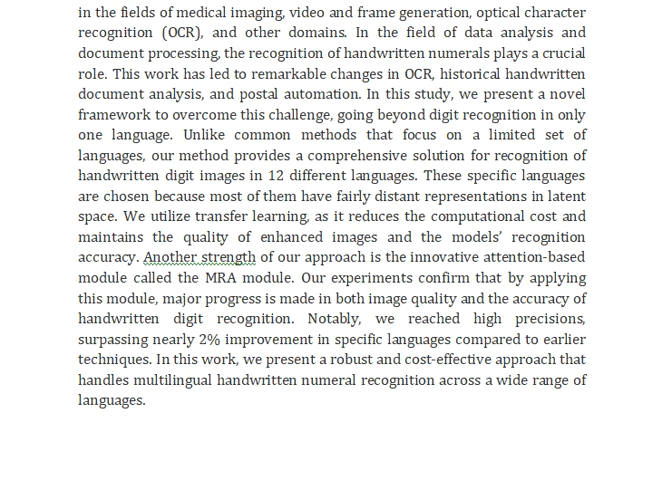 in the fields of medical imaging, video and frame generation, optical character
recognition (OCR), and other domains. In the field of data analysis and
document processing, the recognition of handwritten numerals plays a crucial
role. This work has led to remarkable changes in OCR, historical handwritten
document analysis, and postal automation. In this study, we present a novel
framework to overcome this challenge, going beyond digit recognition in only
one language. Unlike common methods that focus on a limited set of
languages, our method provides a comprehensive solution for recognition of
handwritten digit images in 12 different languages. These specific languages
are chosen because most of them have fairly distant representations in latent
space. We utilize transfer learning, as it reduces the computational cost and
maintains the quality of enhanced images and the models' recognition
accuracy. Another strength of our approach is the innovative attention-based
module called the MRA module. Our experiments confirm that by applying
this module, major progress is made in both image quality and the accuracy of
handwritten digit recognition. Notably, we reached high precisions,
surpassing nearly 2% improvement in specific languages compared to earlier
techniques. In this work, we present a robust and cost-effective approach that
handles multilingual handwritten numeral recognition across a wide range of
languages.